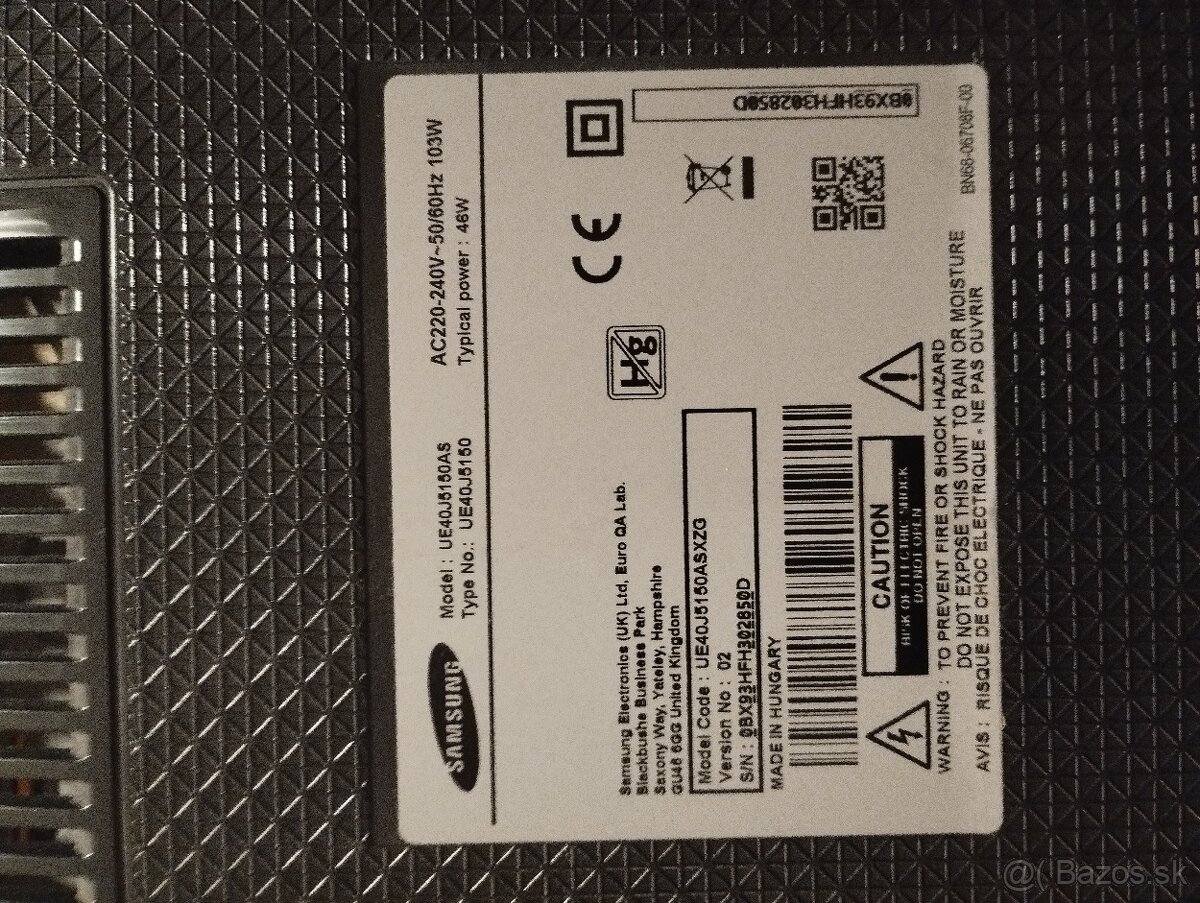 SAMSUNG
Model : UE40J5150AS
Type No.: UE40J5150
AC220-240V~50/60Hz 103W
Typical power : 46W
Samsung Electronics (UK) Ltd, Euro QA Lab.
Blackbushe Business Park
Saxony Way, Yateley, Hampshire
GU46 6GG United Kingdom
Hg
CE
0BX93HFH302850D
Model Code : UE40J5150ASXZG
Version No : 02
S/N : 0BX93HFH302850D
MADE IN HUNGARY
CAUTION
RISK OF ELECTRIC SHOCK
DO NOT OPEN
WARNING : TO PREVENT FIRE OR SHOCK HAZARD
DO NOT EXPOSE THIS UNIT TO RAIN OR MOISTURE
AVIS : RISQUE DE CHOC ELECTRIQUE - NE PAS OUVRIR
BN68-06708F-00
@( Bazos.sk